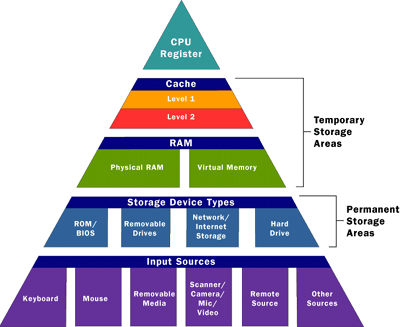 CPU
Register
Cache
Level 1
Level 2
Temporary
Storage
Areas
RAM
Physical RAM
Virtual Memory
Storage Device Types
ROM/
BIOS
Removable
Drives
Network/
Internet
Storage
Hard
Drive
Permanent
Storage
Areas
Input Sources
Keyboard
Mouse
Removable
Media
Scanner/
Camera/
Mic/
Video
Remote
Source
Other
Sources